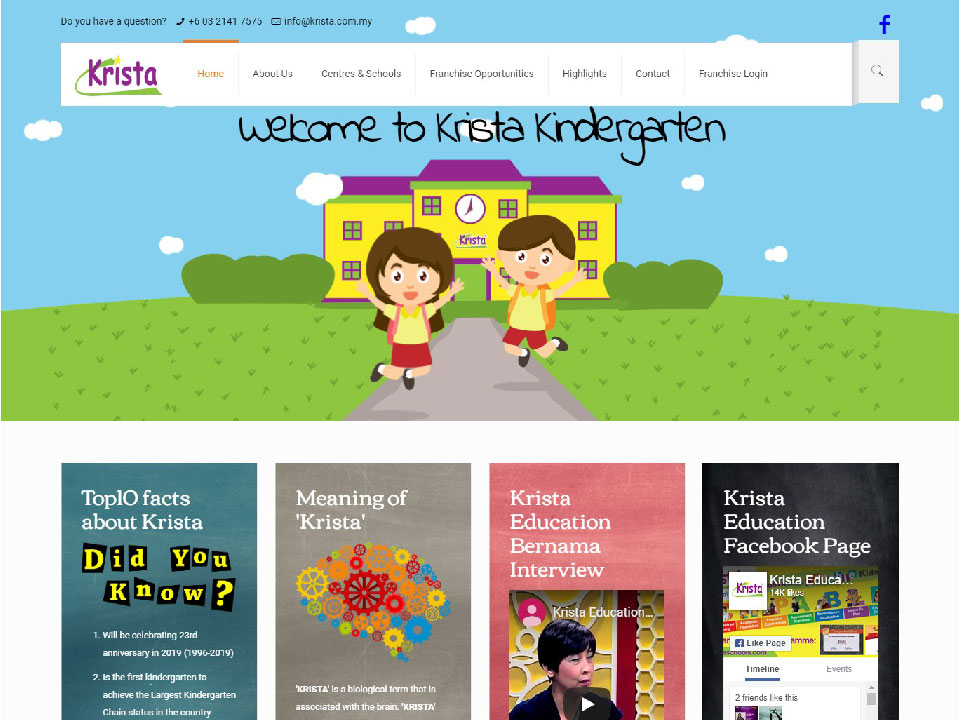 Do you have a question? +6 03 2141 7576 info@krista.com.my
Krista
Home About Us Centres & Schools Franchise Opportunities Highlights Contact Franchise Login
Welcome to Krista Kindergarten
Krista
Top10 facts
about Krista
Did You
Know?
1. Will be celebrating 23rd
anniversary in 2019 (1996-2019)
2. Is the first kindergarten to
achieve the Largest Kindergarten
Chain status in the country
Meaning of
'Krista'
'KRISTA' is a biological term that is
associated with the brain. 'KRISTA'
Krista
Education
Bernama
Interview
Krista Education...
Krista
Education
Facebook Page
Krista
Krista Educa...
14K likes
Like Page
Timeline Events
2 friends like this